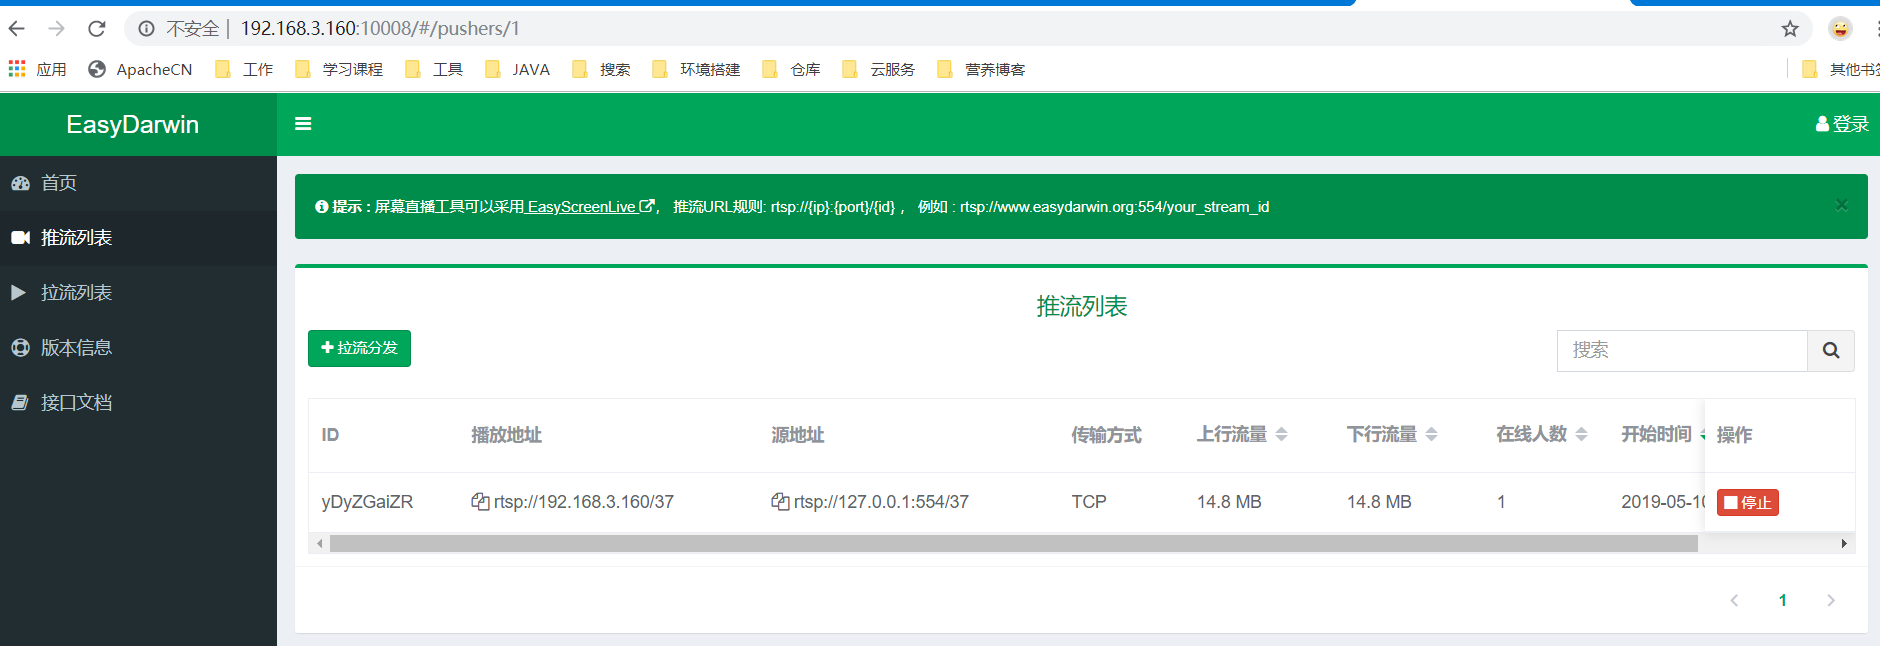 不安全 | 192.168.3.160:10008/#/pushers/1
应用 ApacheCN 工作 学习课程 工具 JAVA 搜索 环境搭建 仓库 云服务 营养博客 其他书签
EasyDarwin
登录
首页
推流列表
拉流列表
版本信息
接口文档
提示 : 屏幕直播工具可以采用 EasyScreenLive , 推流URL规则: rtsp://{ip}:{port}/{id} , 例如 : rtsp://www.easydarwin.org:554/your_stream_id
×
推流列表
拉流分发
搜索
ID 播放地址 源地址 传输方式 上行流量 下行流量 在线人数 开始时间 操作
yDyZGaiZR rtsp://192.168.3.160/37 rtsp://127.0.0.1:554/37 TCP 14.8 MB 14.8 MB 1 2019-05-10 停止
1